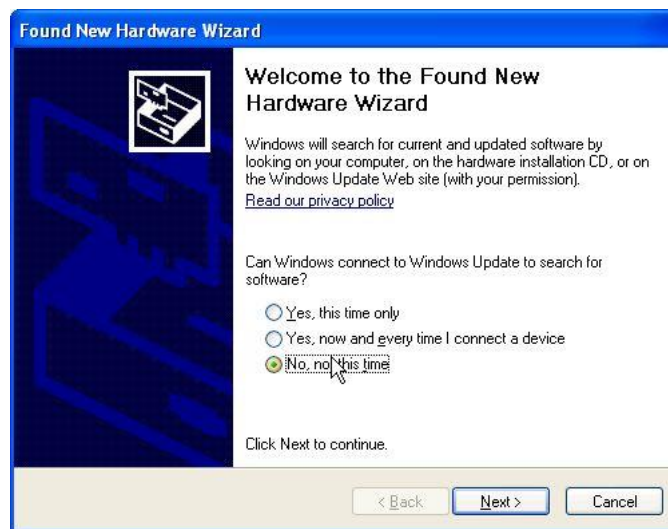 Found New Hardware Wizard
Welcome to the Found New
Hardware Wizard
Windows will search for current and updated software by
looking on your computer, on the hardware installation CD, or on
the Windows Update Web site (with your permission).
Read our privacy policy
Can Windows connect to Windows Update to search for
software?
Yes, this time only
Yes, now and every time I connect a device
No, not this time
Click Next to continue.
< Back
Next >
Cancel